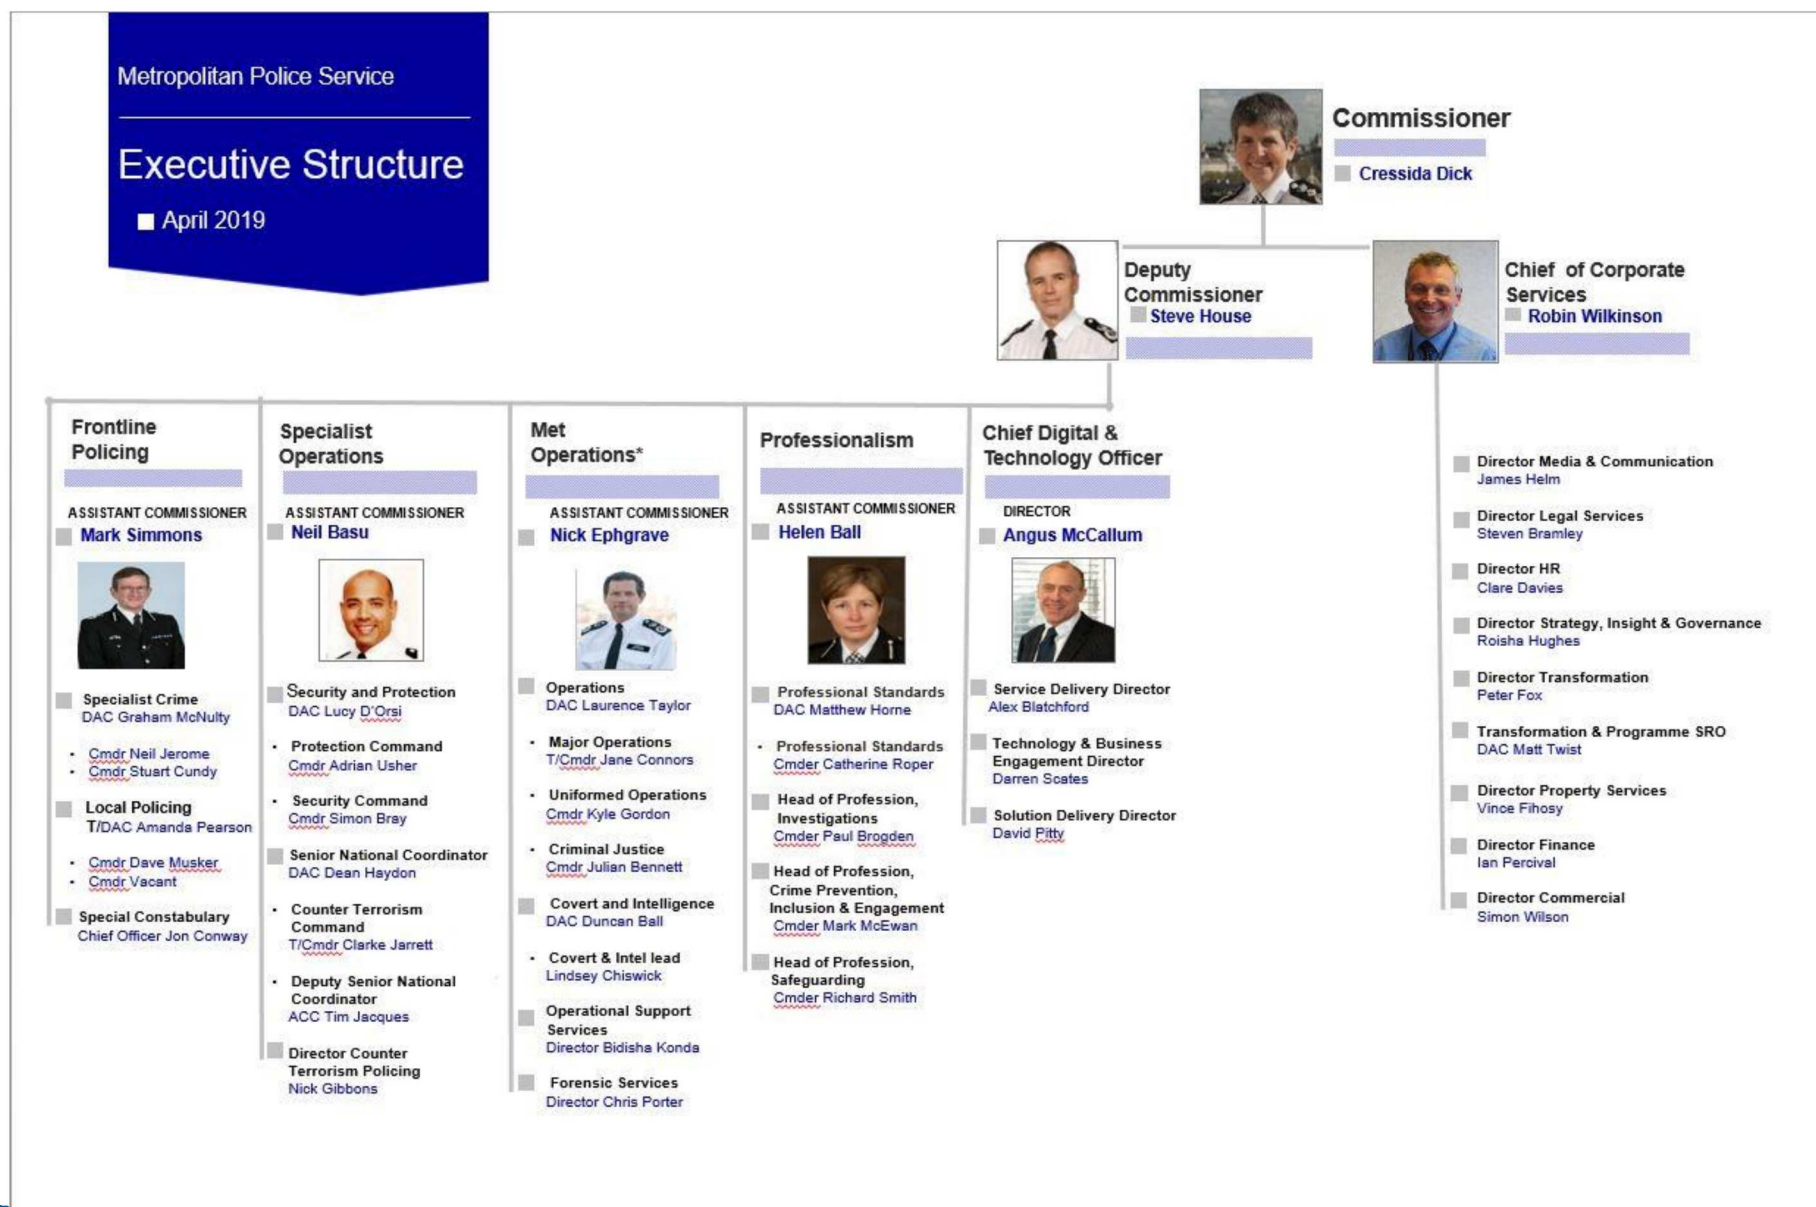 Metropolitan Police Service
Executive Structure
April 2019
Commissioner
Cressida Dick
Deputy
Commissioner
Steve House
Chief of Corporate
Services
Robin Wilkinson
Frontline
Policing
ASSISTANT COMMISSIONER
Mark Simmons
Specialist Crime
DAC Graham McNulty
• Cmdr Neil Jerome
• Cmdr Stuart Cundy
Local Policing
T/DAC Amanda Pearson
• Cmdr Dave Musker
• Cmdr Vacant
Special Constabulary
Chief Officer Jon Conway
Specialist
Operations
ASSISTANT COMMISSIONER
Neil Basu
Security and Protection
DAC Lucy D'Orsi
• Protection Command
Cmdr Adrian Usher
• Security Command
Cmdr Simon Bray
Senior National Coordinator
DAC Dean Haydon
• Counter Terrorism
Command
T/Cmdr Clarke Jarrett
• Deputy Senior National
Coordinator
ACC Tim Jacques
Director Counter
Terrorism Policing
Nick Gibbons
Met
Operations*
ASSISTANT COMMISSIONER
Nick Ephgrave
Operations
DAC Laurence Taylor
• Major Operations
T/Cmdr Jane Connors
• Uniformed Operations
Cmdr Kyle Gordon
• Criminal Justice
Cmdr Julian Bennett
Covert and Intelligence
DAC Duncan Ball
• Covert & Intel lead
Lindsey Chiswick
Operational Support
Services
Director Bidisha Konda
Forensic Services
Director Chris Porter
Professionalism
ASSISTANT COMMISSIONER
Helen Ball
Professional Standards
DAC Matthew Horne
• Professional Standards
Cmder Catherine Roper
Head of Profession,
Investigations
Cmder Paul Brogden
Head of Profession,
Crime Prevention,
Inclusion & Engagement
Cmder Mark McEwan
Head of Profession,
Safeguarding
Cmder Richard Smith
Chief Digital &
Technology Officer
DIRECTOR
Angus McCallum
Service Delivery Director
Alex Blatchford
Technology & Business
Engagement Director
Darren Scates
Solution Delivery Director
David Pitty
Director Media & Communication
James Helm
Director Legal Services
Steven Bramley
Director HR
Clare Davies
Director Strategy, Insight & Governance
Roisha Hughes
Director Transformation
Peter Fox
Transformation & Programme SRO
DAC Matt Twist
Director Property Services
Vince Fihosy
Director Finance
Ian Percival
Director Commercial
Simon Wilson